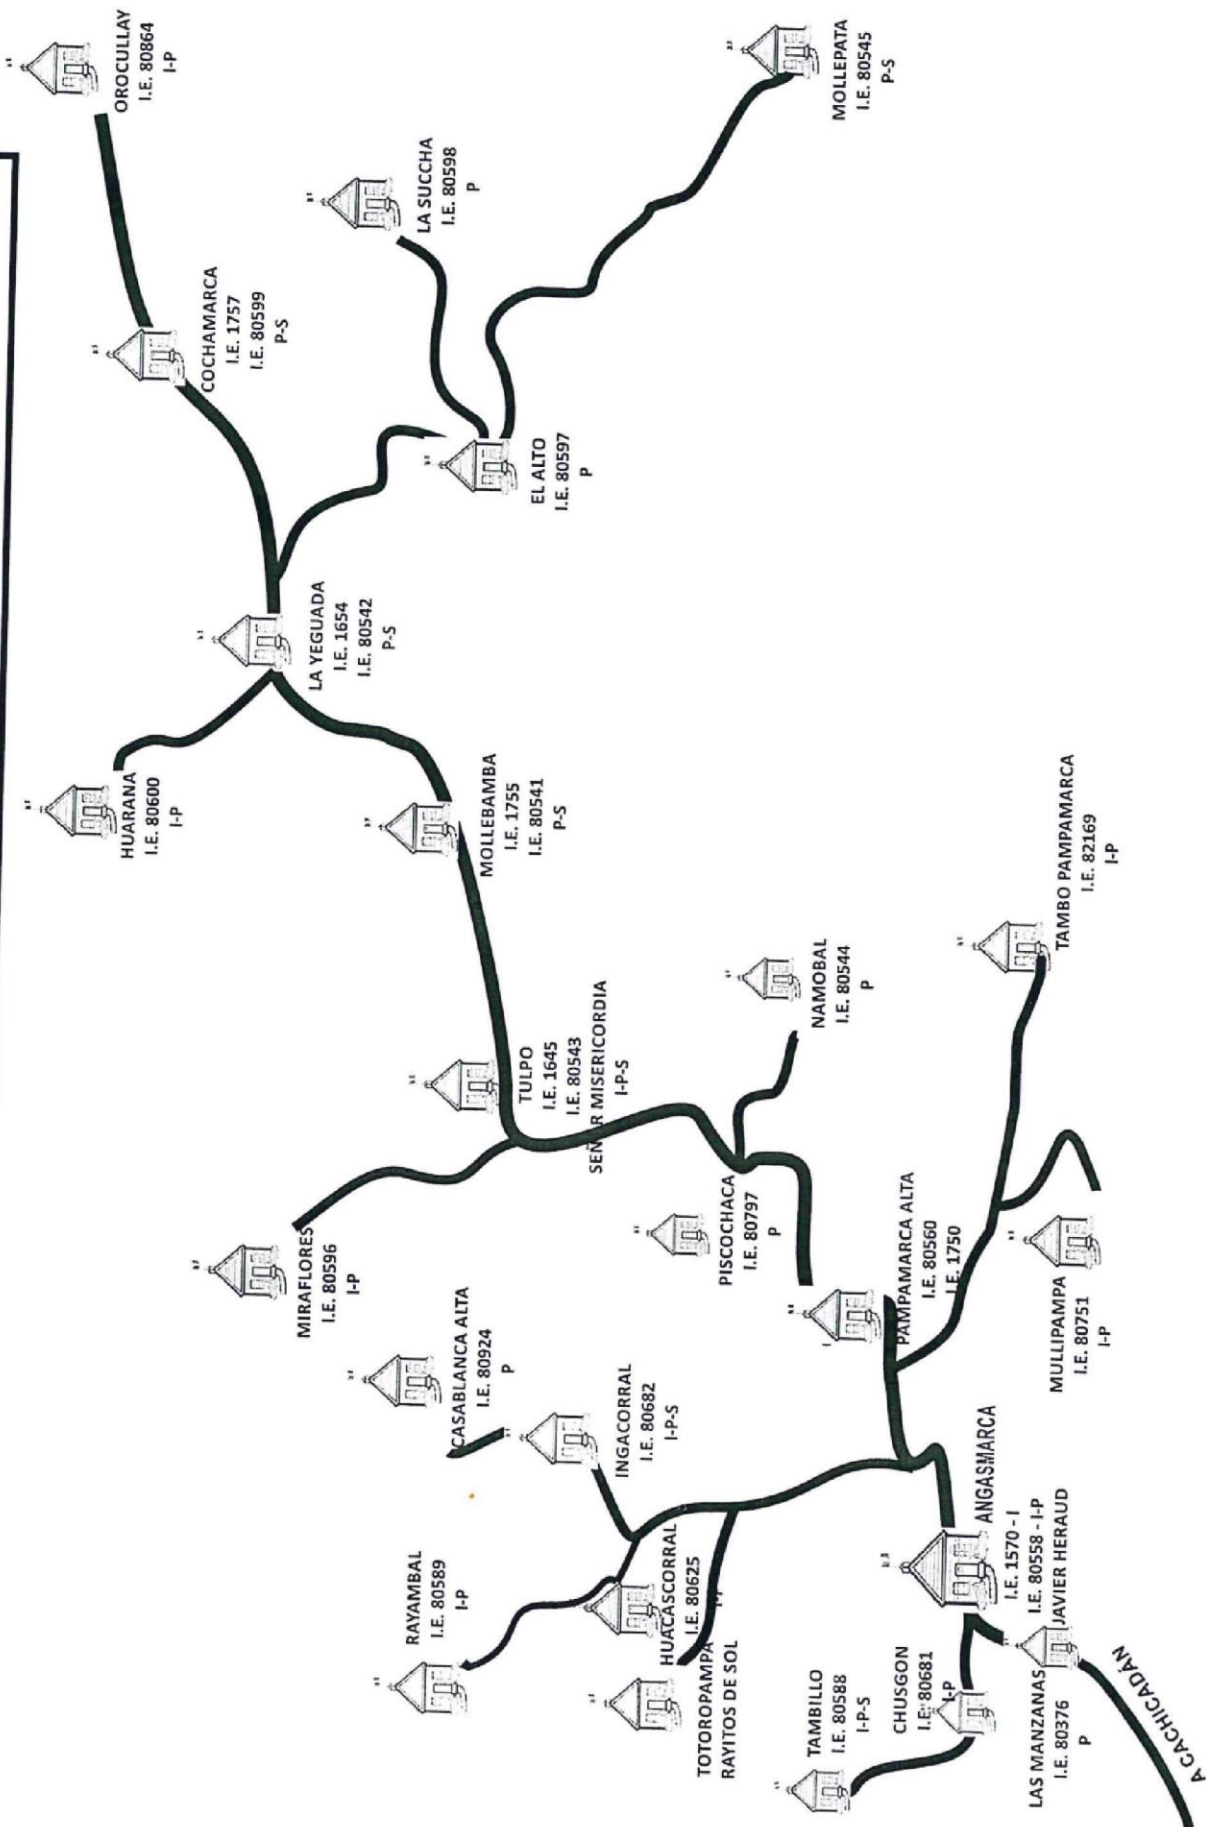 OROCULLAY
I.E. 80864
I-P
COCHAMARCA
I.E. 1757
I.E. 80599
P-S
LA SUCCHA
I.E. 80598
P
MOLLEPATA
I.E. 80545
P-S
EL ALTO
I.E. 80597
P
LA YEGUADA
I.E. 1654
I.E. 80542
P-S
HUARANA
I.E. 80600
I-P
MOLLEBAMBA
I.E. 1755
I.E. 80541
P-S
TULPO
I.E. 1645
I.E. 80543
SEÑOR MISERICORDIA
I-P-S
NAMOBAL
I.E. 80544
P
TAMBO PAMPAMARCA
I.E. 82169
I-P
MIRAFLORES
I.E. 80596
I-P
PISCOCHACA
I.E. 80797
P
PAMPAMARCA ALTA
I.E. 80560
I.E. 1750
MULLIPAMPA
I.E. 80751
I-P
CASABLANCA ALTA
I.E. 80924
P
INGACORRAL
I.E. 80682
I-P-S
ANGASMARCA
I.E. 1570 - I
I.E. 80558 - I-P
JAVIER HERAUD
RAYAMBAL
I.E. 80589
I-P
HUACASCORRAL
I.E. 80625
I-P
TOTOROPAMPA
RAYITOS DE SOL
TAMBILLO
I.E. 80588
I-P-S
CHUSGON
I.E. 80681
I-P
LAS MANZANAS
I.E. 80376
P
A CACHICADÁN